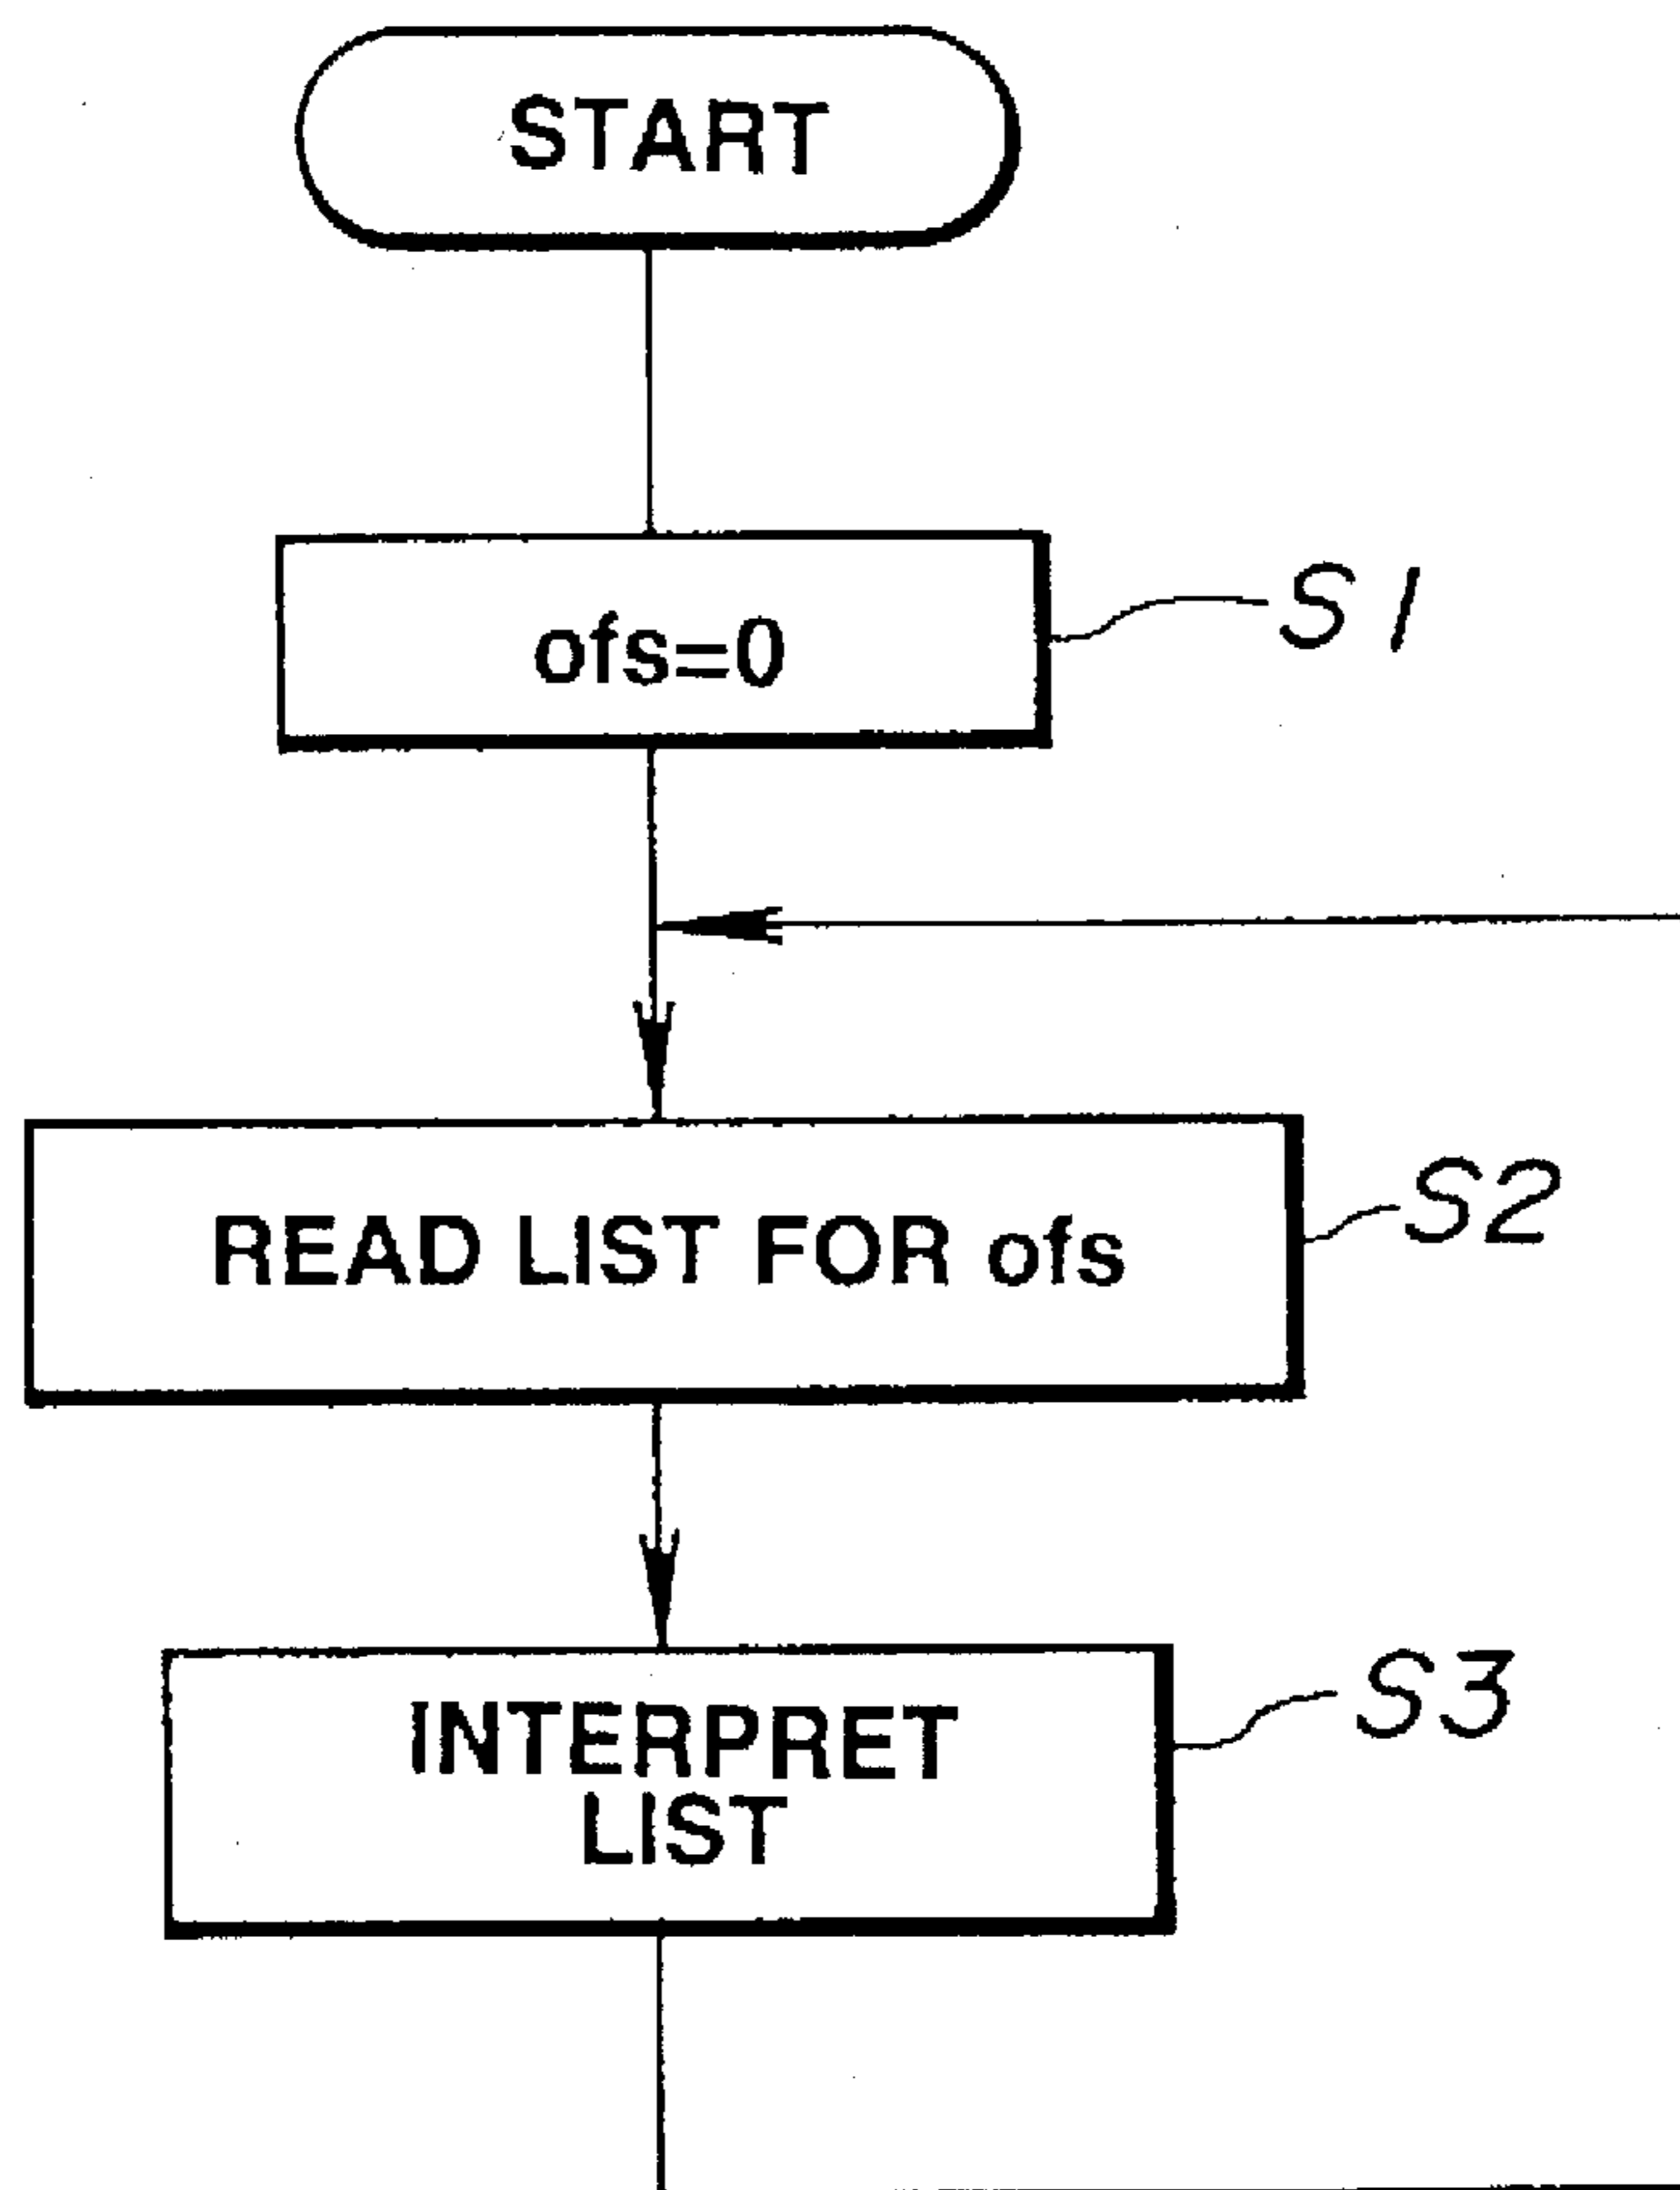 START
ofs=0
S1
READ LIST FOR ofs
S2
INTERPRET
LIST
S3